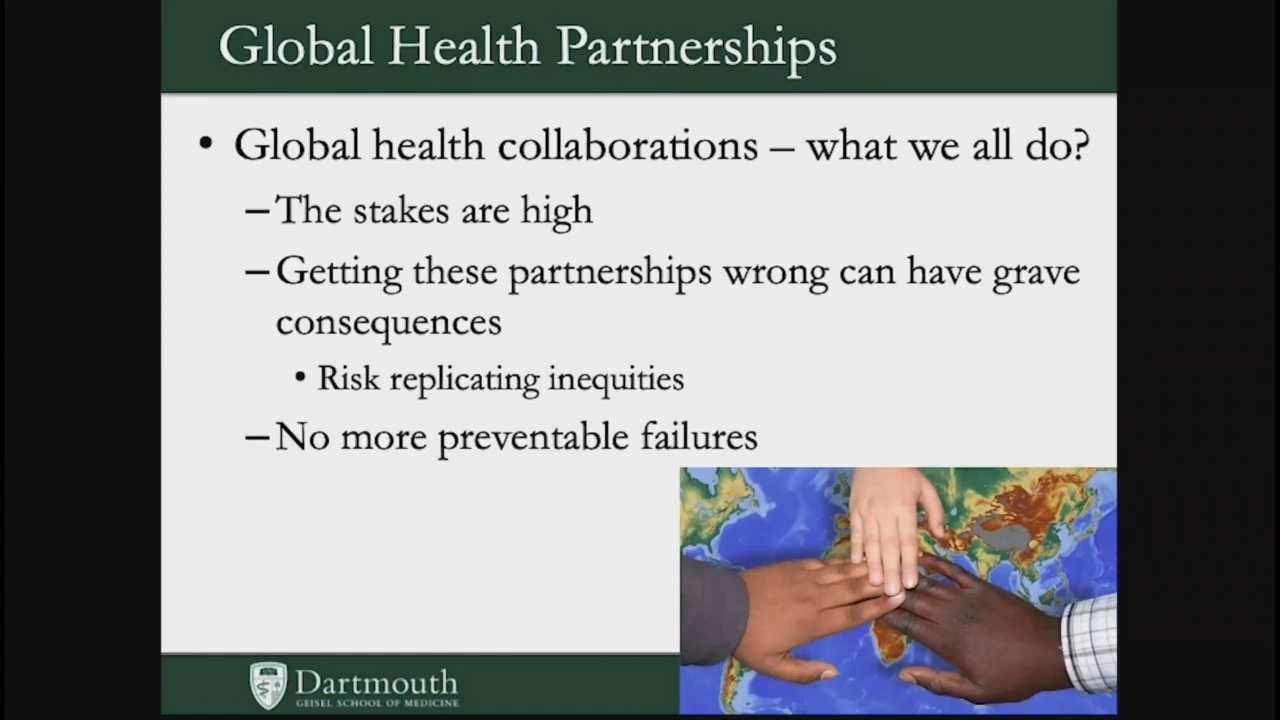 Global Health Partnerships
• Global health collaborations – what we all do?
–The stakes are high
–Getting these partnerships wrong can have grave
consequences
• Risk replicating inequities
–No more preventable failures
Dartmouth
GEISEL SCHOOL OF MEDICINE